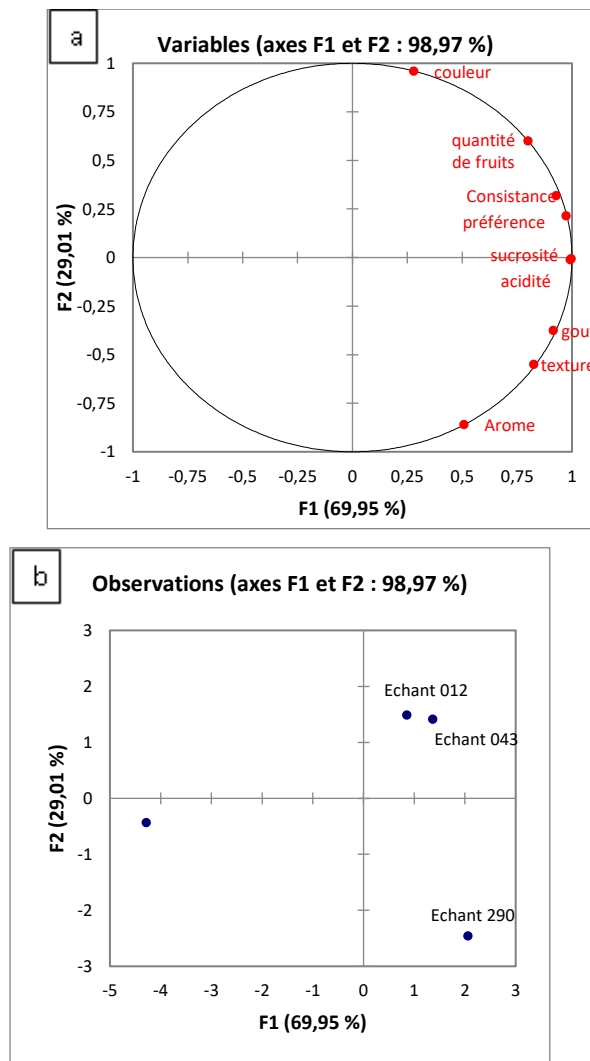 a
Variables (axes F1 et F2 : 98,97 %)
1
couleur
0,75
quantité
de fruits
0,5
Consistance
0,25
préférence
sucrosité
0
acidité
-0,25
gou
-0,5
texture
-0,75
Arome
-1
-1 -0,75 -0,5 -0,25 0 0,25 0,5 0,75 1
F2 (29,01 %)
F1 (69,95 %)
b
Observations (axes F1 et F2 : 98,97 %)
3
2
Echant 012
1
Echant 043
0
-1
-2
Echant 290
-3
-5 -4 -3 -2 -1 0 1 2 3
F2 (29,01 %)
F1 (69,95 %)